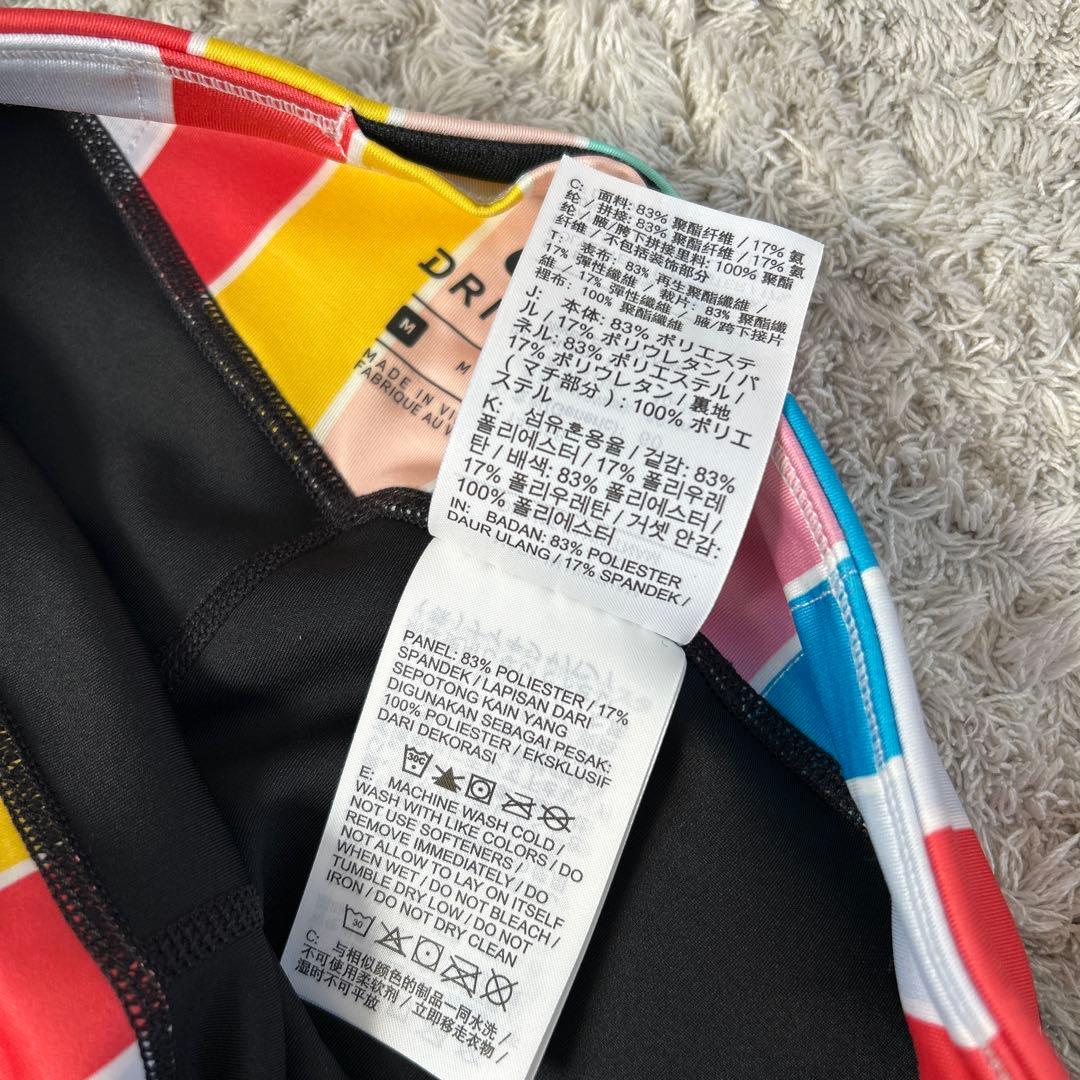 DRI
M
M
MADE IN VI
FABRIQUE AU V
C: 面料: 83% 聚酯纤维 / 17% 氨
纶 / 拼接: 83% 聚酯纤维 / 17% 氨
纶 / 腋/胯下拼接里料: 100% 聚酯
纤维 / 不包括装饰部分
T: 表布: 83% 再生聚酯纖維 /
17% 彈性纖維 / 裁片: 83% 聚酯纖
維 / 17% 彈性纖維 / 腋/胯下接片
裡布: 100% 聚酯纖維
J: 本体: 83% ポリエステ
ル / 17% ポリウレタン / パ
ネル: 83% ポリエステル /
17% ポリウレタン / 裏地
(マチ部分): 100% ポリエ
ステル
K: 섬유혼용율 / 겉감: 83%
폴리에스터 / 17% 폴리우레
탄 / 배색: 83% 폴리에스터 /
17% 폴리우레탄 / 거셋 안감:
100% 폴리에스터
IN: BADAN: 83% POLIESTER
DAUR ULANG / 17% SPANDEK /
PANEL: 83% POLIESTER / 17%
SPANDEK / LAPISAN DARI
SEPOTONG KAIN YANG
DIGUNAKAN SEBAGAI PESAK:
100% POLIESTER / EKSKLUSIF
DARI DEKORASI
30C
E: MACHINE WASH COLD /
WASH WITH LIKE COLORS / DO
NOT USE SOFTENERS /
REMOVE IMMEDIATELY / DO
NOT ALLOW TO LAY ON ITSELF
WHEN WET / DO NOT BLEACH /
TUMBLE DRY LOW / DO NOT
IRON / DO NOT DRY CLEAN
30
C: 与相似颜色的制品一同水洗 /
不可使用柔软剂 / 立即移走衣物 /
湿时不可平放